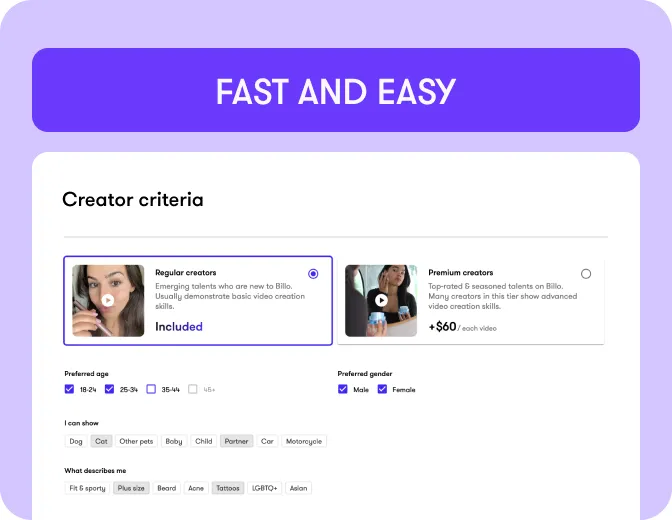 FAST AND EASY
Creator criteria
Regular creators
Emerging talents who are new to Billo.
Usually demonstrate basic video creation
skills.
Included
Premium creators
Top-rated & seasoned talents on Billo.
Many creators in this tier show advanced
video creation skills.
+$60 / each video
Preferred age
18-24 25-34 35-44 45+
Preferred gender
Male Female
I can show
Dog Cat Other pets Baby Child Partner Car Motorcycle
What describes me
Fit & sporty Plus size Beard Acne Tattoos LGBTQ+ Asian